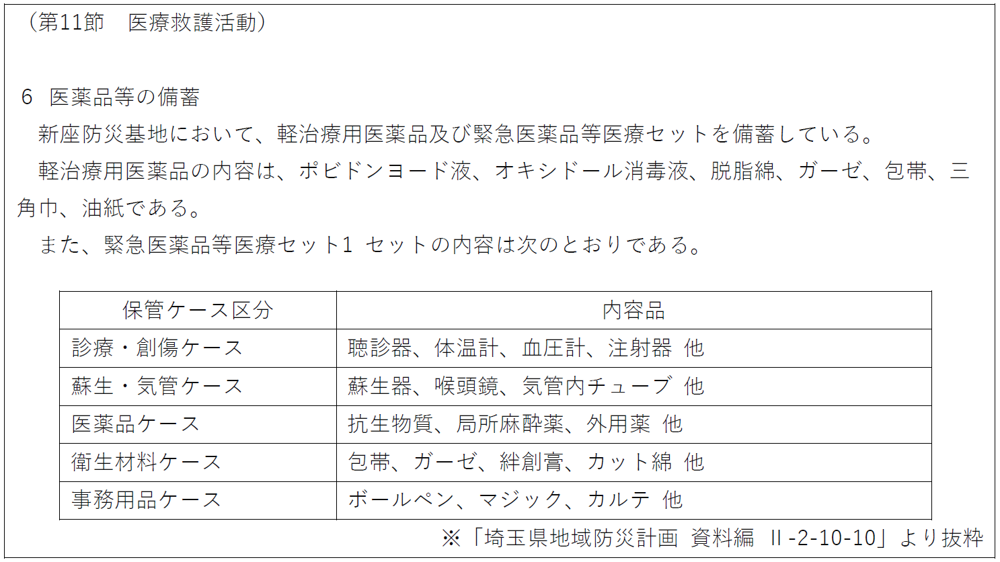 （第11節　医療救護活動）
6 医薬品等の備蓄
新座防災基地において、軽治療用医薬品及び緊急医薬品等医療セットを備蓄している。
軽治療用医薬品の内容は、ポビドンヨード液、オキシドール消毒液、脱脂綿、ガーゼ、包帯、三
角巾、油紙である。
また、緊急医薬品等医療セット1 セットの内容は次のとおりである。
保管ケース区分 内容品
診療・創傷ケース 聴診器、体温計、血圧計、注射器 他
蘇生・気管ケース 蘇生器、喉頭鏡、気管内チューブ 他
医薬品ケース 抗生物質、局所麻酔薬、外用薬 他
衛生材料ケース 包帯、ガーゼ、絆創膏、カット綿 他
事務用品ケース ボールペン、マジック、カルテ 他
※「埼玉県地域防災計画 資料編 Ⅱ-2-10-10」より抜粋